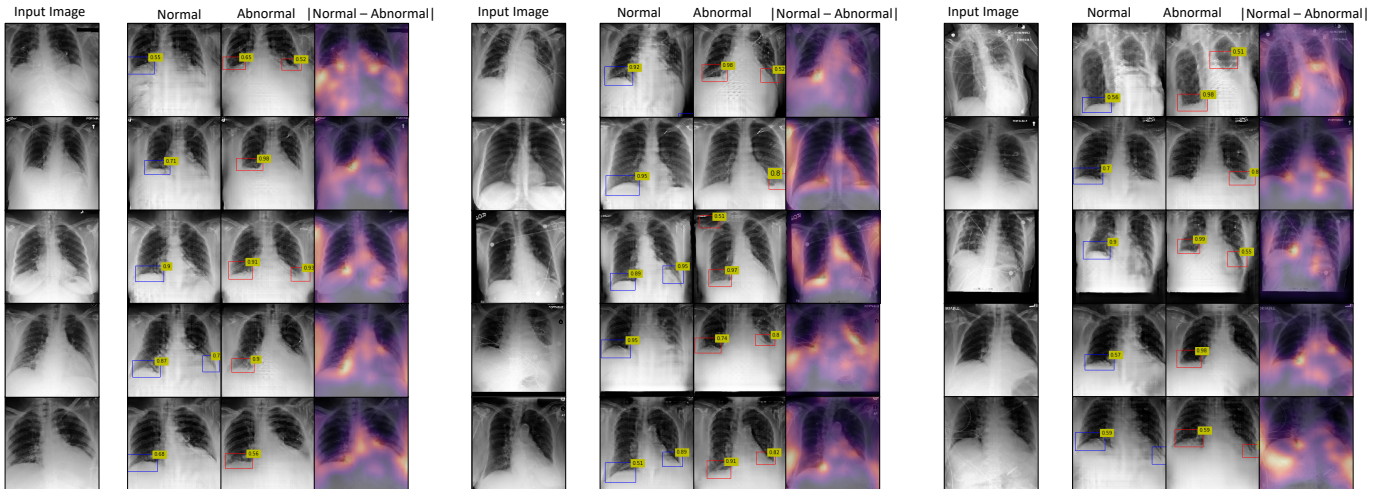 Input Image Normal Abnormal |Normal – Abnormal| Input Image Normal Abnormal |Normal – Abnormal| Input Image Normal Abnormal |Normal – Abnormal|
0.55 0.65 0.52 0.92 0.98 0.52 0.56 0.98 0.51
0.71 0.98 0.95 0.8 0.7 0.8
0.9 0.91 0.93 0.89 0.95 0.51 0.97 0.9 0.99 0.55
0.87 0.7 0.9 0.95 0.74 0.8 0.57 0.98
0.68 0.56 0.51 0.89 0.91 0.83 0.59 0.59